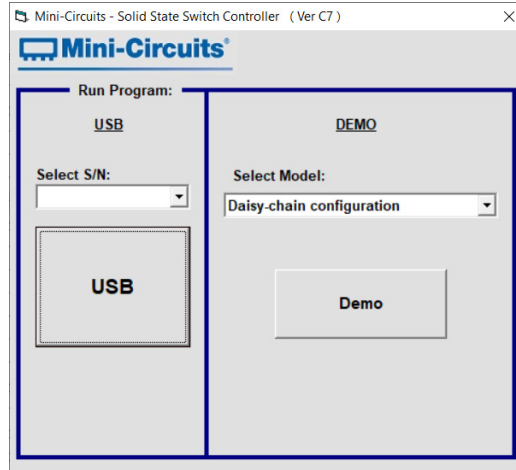 Mini-Circuits - Solid State Switch Controller ( Ver C7 )
Mini-Circuits®
Run Program:
USB
DEMO
Select S/N:
Select Model:
Daisy-chain configuration
USB
Demo